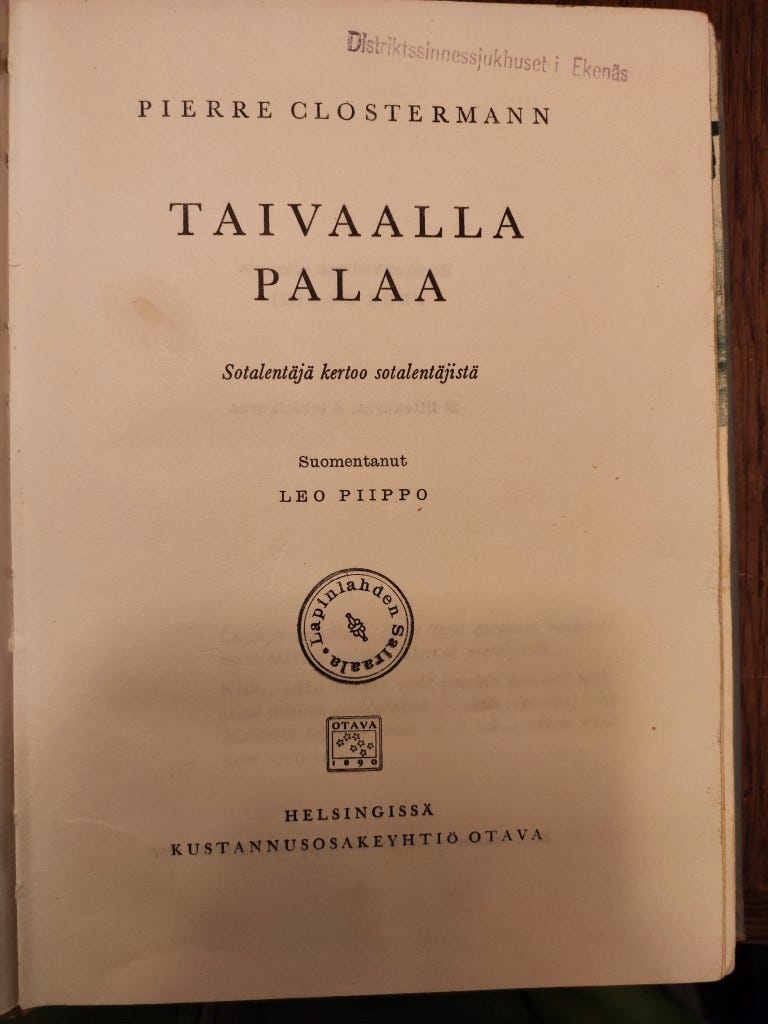 Distriktssinnessjukhuset i Ekenäs
PIERRE CLOSTERMANN
TAIVAALLA
PALAA
Sotalentäjä kertoo sotalentäjistä
Suomentanut
LEO PIIPPO
Lapinlahden Sairaala.
OTAVA
1890
HELSINGISSÄ
KUSTANNUSOSAKEYHTIÖ OTAVA